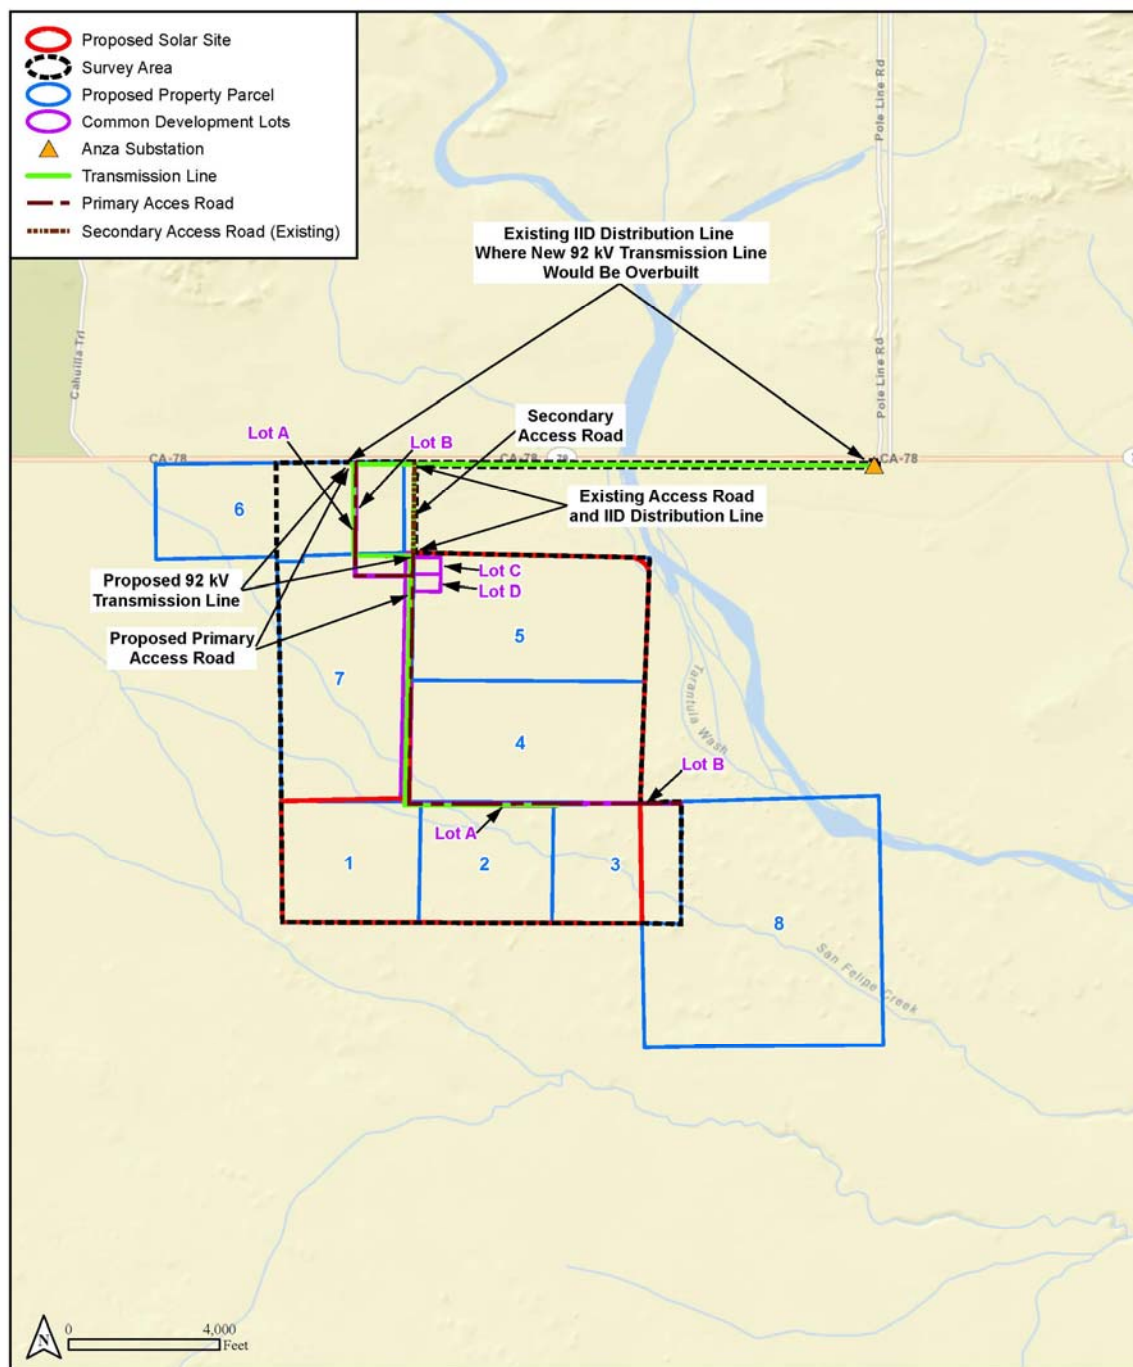 Proposed Solar Site
Survey Area
Proposed Property Parcel
Common Development Lots
Anza Substation
Transmission Line
Primary Acces Road
Secondary Access Road (Existing)
Pole Line Rd
Existing IID Distribution Line
Where New 92 kV Transmission Line
Would Be Overbuilt
Cahuilla Trl
Pole Line Rd
Secondary
Access Road
Lot A
Lot B
CA-78
CA-78
78
CA-78
6
Existing Access Road
and IID Distribution Line
Proposed 92 kV
Transmission Line
Lot C
Lot D
Proposed Primary
Access Road
5
7
Tarantula Wash
4
Lot B
Lot A
1
2
3
8
San Felipe Creek
N
0
4,000
Feet